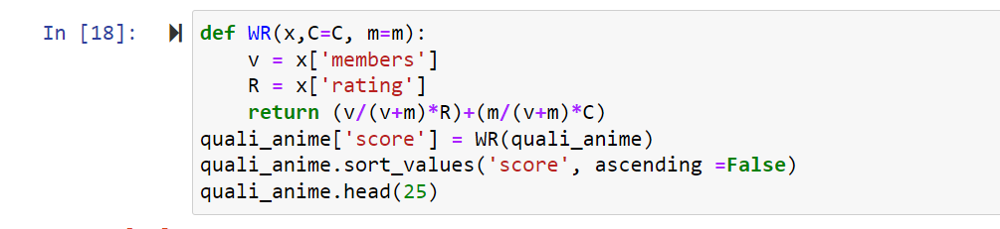 In [18]:
def WR(x,C=C, m=m):
    v = x['members']
    R = x['rating']
    return (v/(v+m)*R)+(m/(v+m)*C)
quali_anime['score'] = WR(quali_anime)
quali_anime.sort_values('score', ascending =False)
quali_anime.head(25)